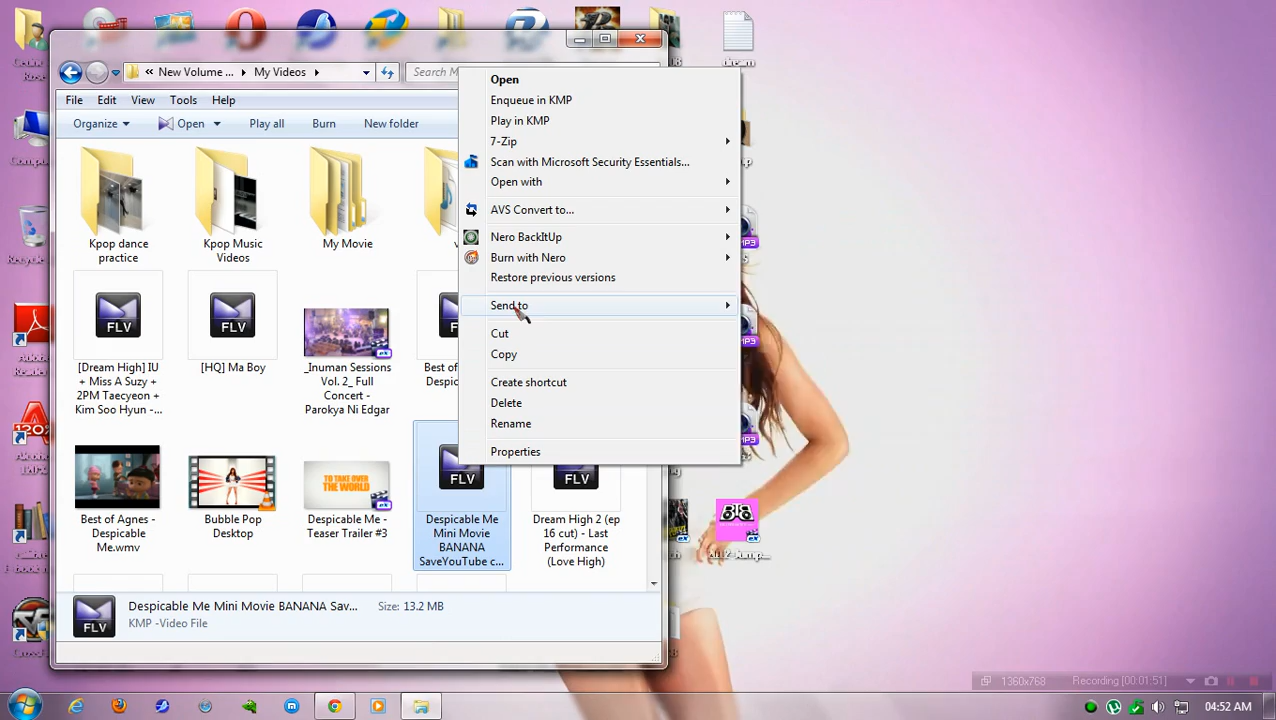 « New Volume ... ▸ My Videos ▸
Search M
File Edit View Tools Help
Organize Open Play all Burn New folder
Open
Enqueue in KMP
Play in KMP
7-Zip
Scan with Microsoft Security Essentials...
Open with
AVS Convert to...
Nero BackItUp
Burn with Nero
Restore previous versions
Send to
Cut
Copy
Create shortcut
Delete
Rename
Properties
Kpop dance
practice
Kpop Music
Videos
My Movie
FLV
[Dream High] IU
+ Miss A Suzy +
2PM Taecyeon +
Kim Soo Hyun -...
FLV
[HQ] Ma Boy
_Inuman Sessions
Vol. 2_ Full
Concert -
Parokya Ni Edgar
Best of
Despic
Best of Agnes -
Despicable
Me.wmv
Bubble Pop
Desktop
TO TAKE OVER
THE WORLD
Despicable Me -
Teaser Trailer #3
FLV
Despicable Me
Mini Movie
BANANA
SaveYouTube c...
FLV
Dream High 2 (ep
16 cut) - Last
Performance
(Love High)
FLV
Despicable Me Mini Movie BANANA Sav... Size: 13.2 MB
KMP -Video File
MP3
MP3
MP3
1360x768 Recording [00:01:51]
04:52 AM